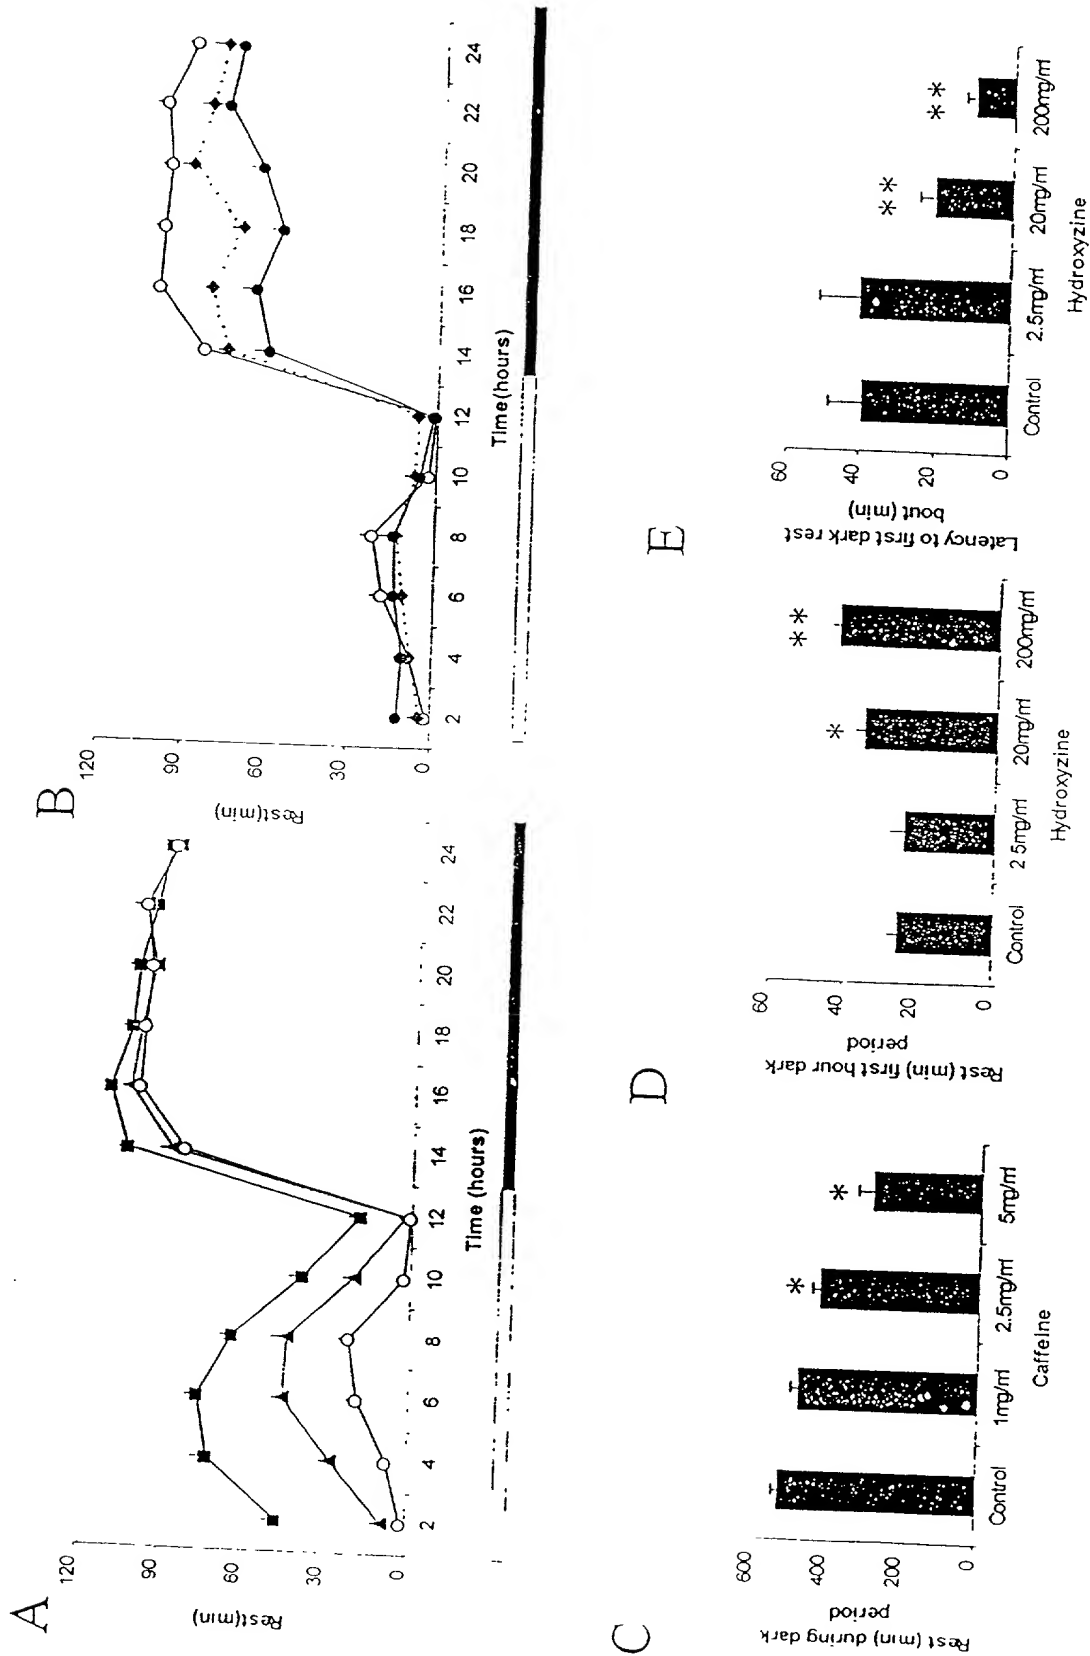 A
Rest(min)
120
90
60
30
0
2 4 6 8 10 12 14 16 18 20 22 24
Time (hours)
B
Rest(min)
120
90
60
30
0
2 4 6 8 10 12 14 16 18 20 22 24
Time(hours)
C
Rest (min) during dark
period
600
400
200
0
*
*
Control 1mg/ml 2.5mg/ml 5mg/ml
Caffeine
D
Rest (min) first hour dark
period
60
40
20
0
*
**
Control 2 5mg/ml 20mg/ml 200mg/ml
Hydroxyzine
E
Latency to first dark rest
bout (min)
60
40
20
0
**
**
Control 2.5mg/ml 20mg/ml 200mg/ml
Hydroxyzine